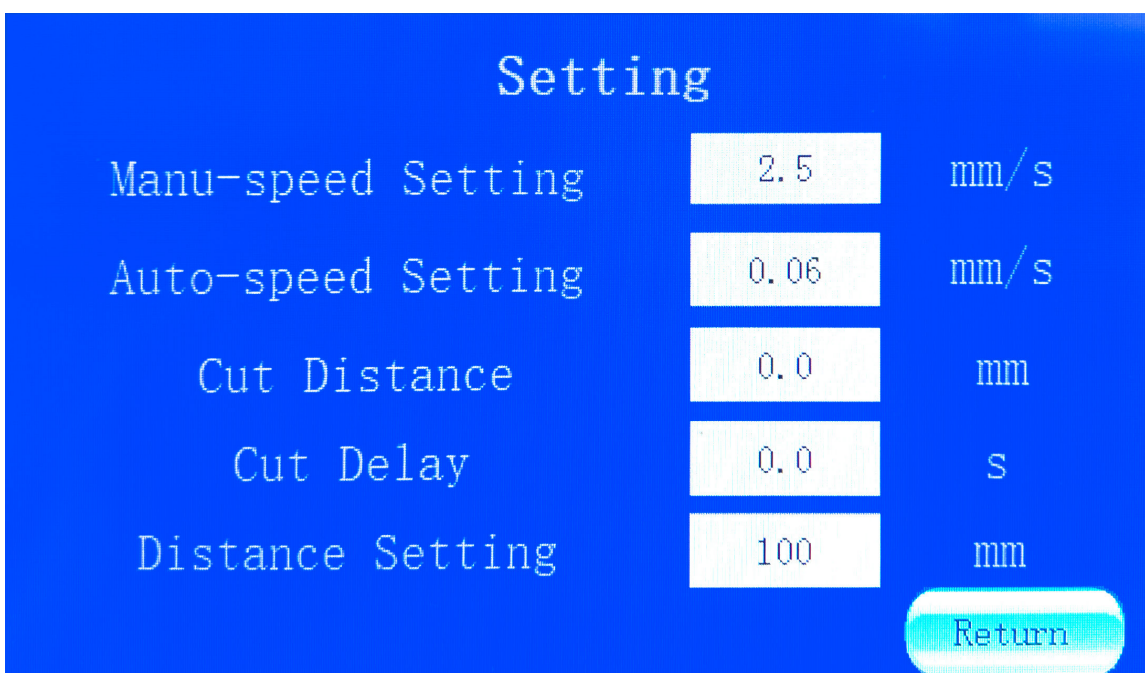 Setting
Manu-speed Setting 2.5 mm/s
Auto-speed Setting 0.06 mm/s
Cut Distance 0.0 mm
Cut Delay 0.0 s
Distance Setting 100 mm
Return